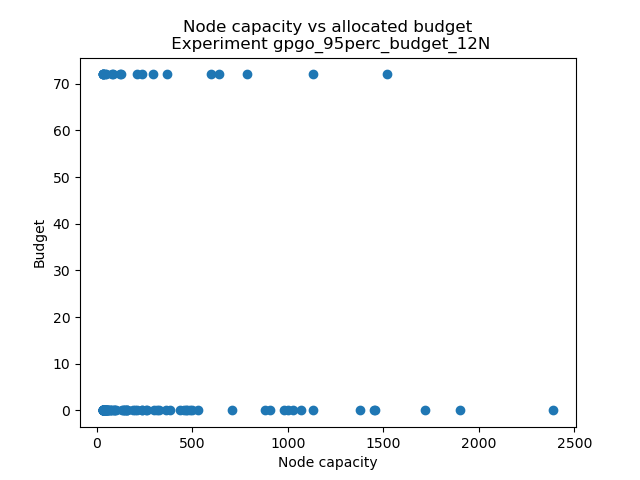 Node capacity vs allocated budget
Experiment gpgo_95perc_budget_12N
70
60
50
40
30
20
10
0
Budget
0 500 1000 1500 2000 2500
Node capacity